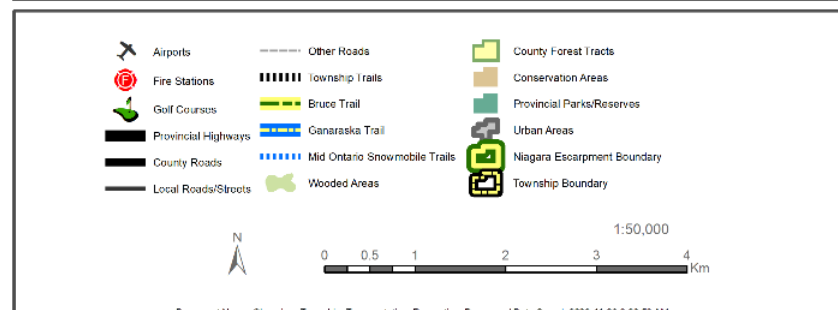 Airports
Fire Stations
Golf Courses
Provincial Highways
County Roads
Local Roads/Streets
Other Roads
Township Trails
Bruce Trail
Ganaraska Trail
Mid Ontario Snowmobile Trails
Wooded Areas
County Forest Tracts
Conservation Areas
Provincial Parks/Reserves
Urban Areas
Niagara Escarpment Boundary
Township Boundary
F
N
1:50,000
0 0.5 1 2 3 4
Km